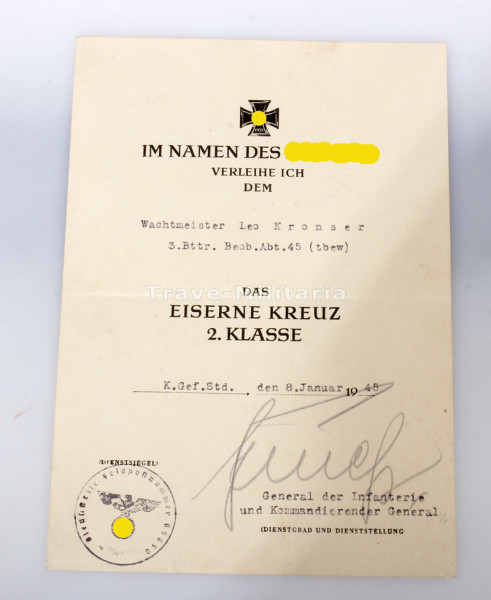 IM NAMEN DES
VERLEIHE ICH
DEM
Wachtmeister Leo Kronser
3.Bttr. Beob.Abt.45 (tbew)
Trave-Militaria
DAS
EISERNE KREUZ
2. KLASSE
K.Gef.Std., den 8.Januar 1945
(DIENSTSIEGEL)
General der Infanterie
und Kommandierender General
(DIENSTGRAD UND DIENSTSTELLUNG
Feldpostnummer